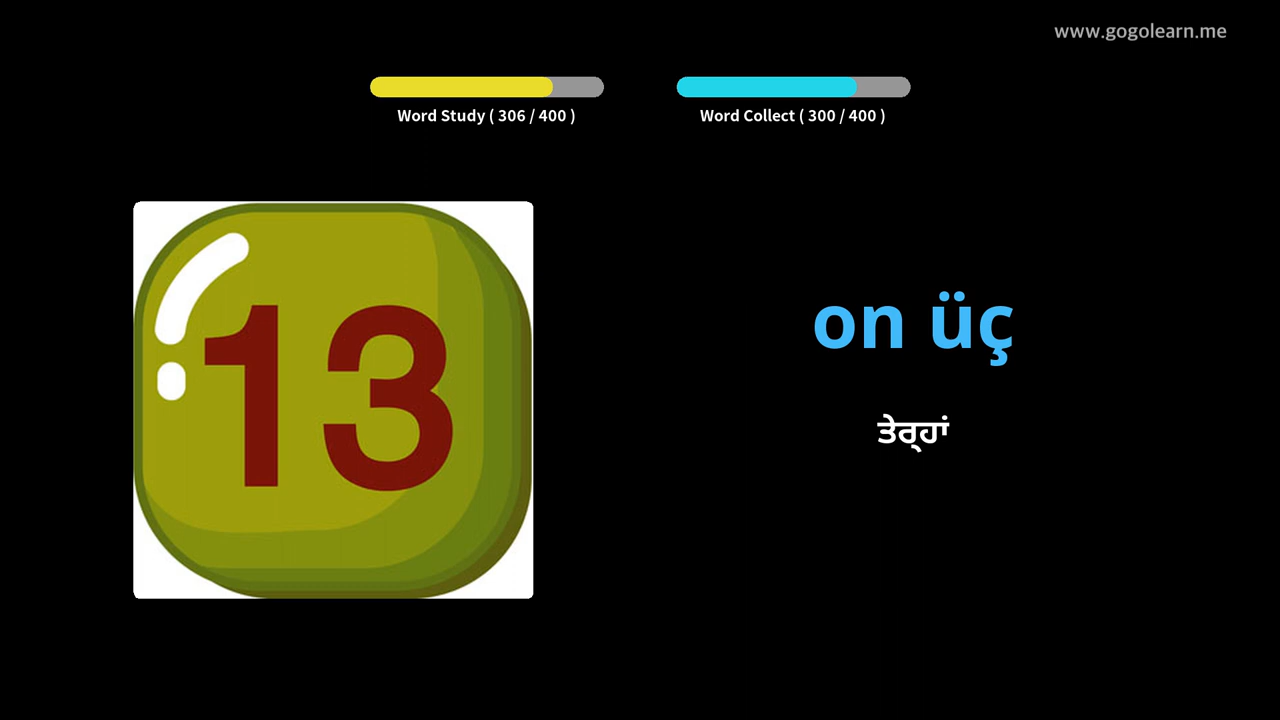 www.gogolearn.me
Word Study ( 306 / 400 )
Word Collect ( 300 / 400 )
13
on üç
ਤੇਰ੍ਹਾਂ